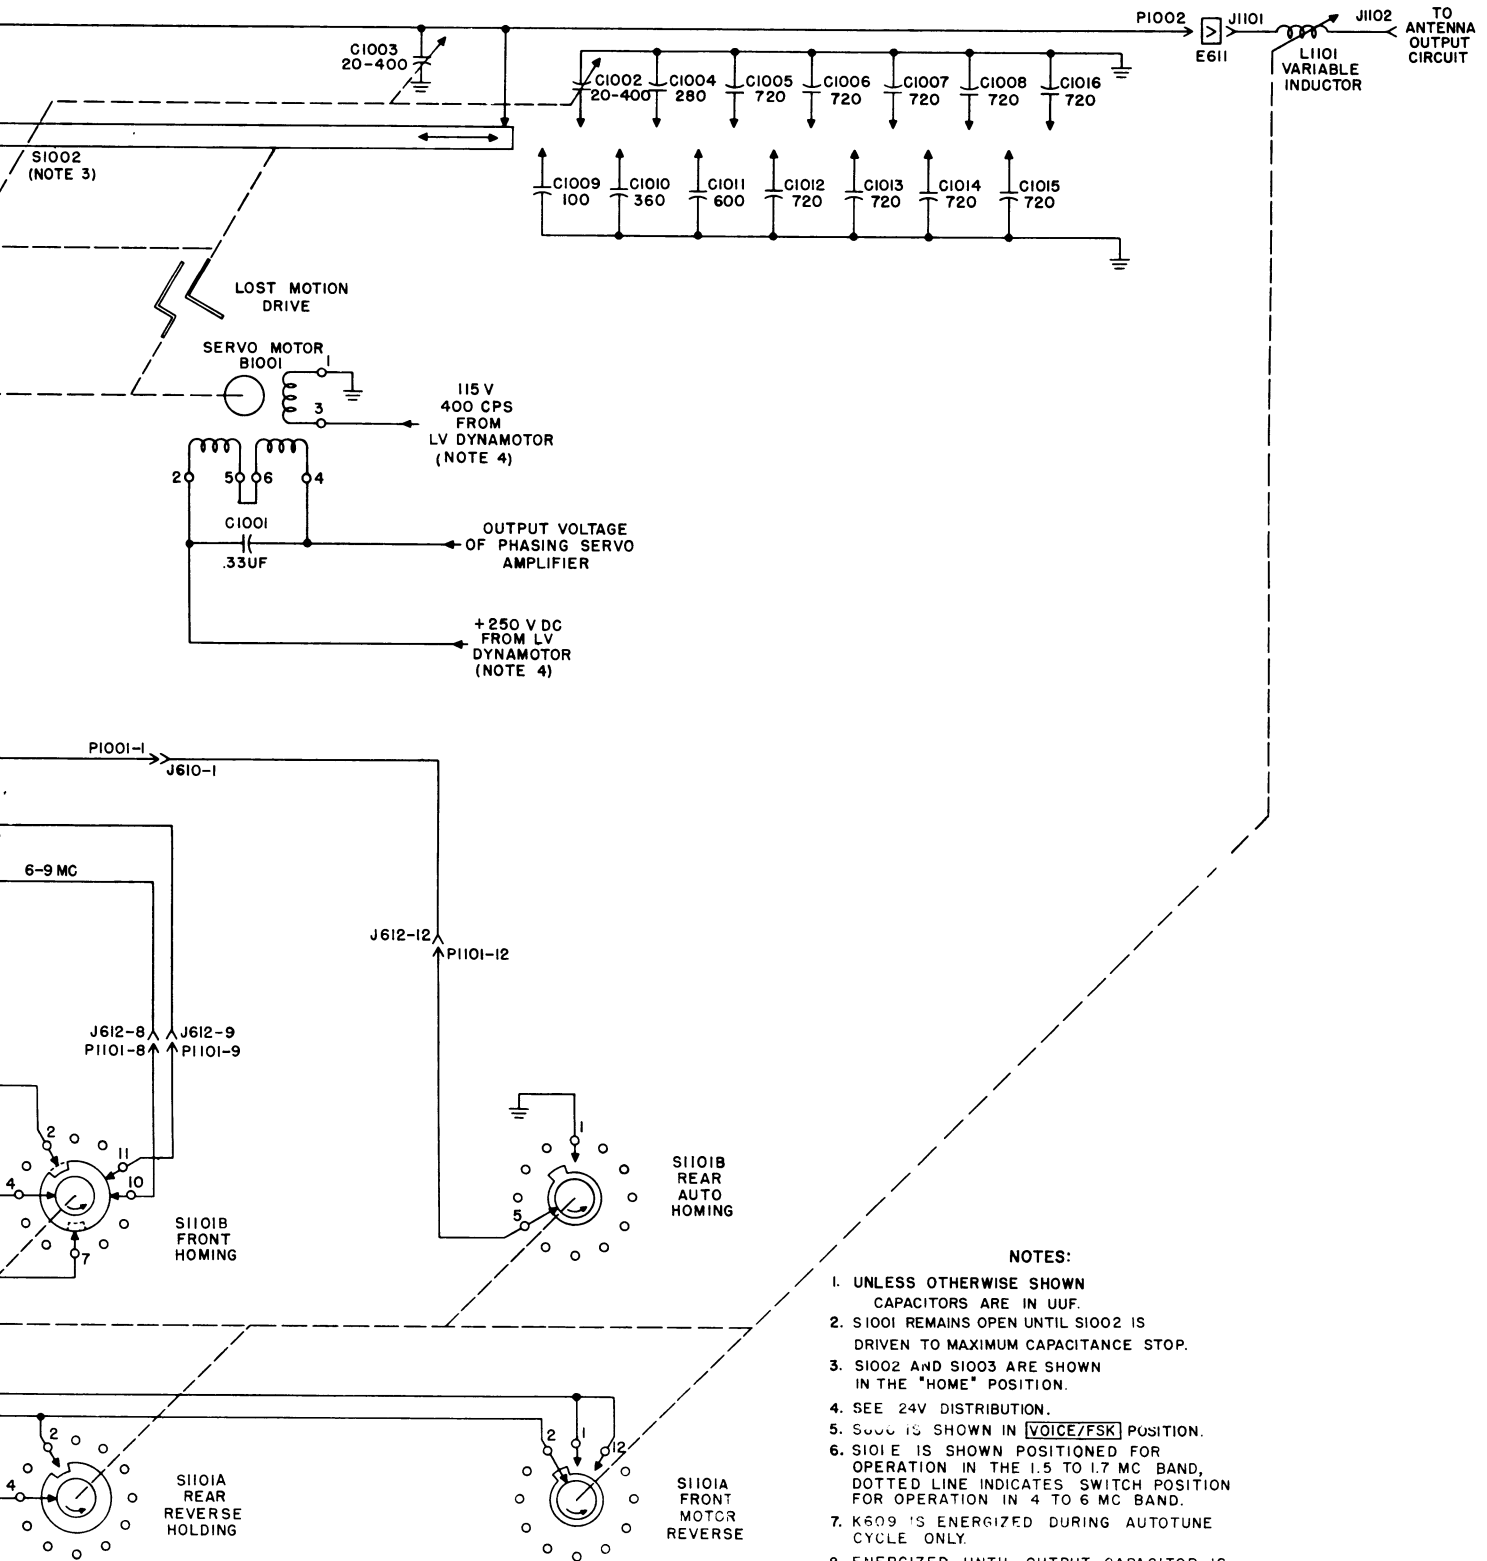 C1003
20-400
P1002
J1101
J1102
TO
ANTENNA
OUTPUT
CIRCUIT
E611
L1101
VARIABLE
INDUCTOR
C1002
20-400
C1004
280
C1005
720
C1006
720
C1007
720
C1008
720
C1016
720
S1002
(NOTE 3)
C1009
100
C1010
360
C1011
600
C1012
720
C1013
720
C1014
720
C1015
720
LOST MOTION
DRIVE
SERVO MOTOR
B1001
1
3
115 V
400 CPS
FROM
LV DYNAMOTOR
(NOTE 4)
2
5
6
4
C1001
.33UF
OUTPUT VOLTAGE
OF PHASING SERVO
AMPLIFIER
+250 V DC
FROM LV
DYNAMOTOR
(NOTE 4)
P1001-1
J610-1
6-9 MC
J612-12
P1101-12
J612-8
J612-9
P1101-8
P1101-9
2
11
4
10
7
S1101B
FRONT
HOMING
1
5
S1101B
REAR
AUTO
HOMING
2
4
S1101A
REAR
REVERSE
HOLDING
2
1
12
S1101A
FRONT
MOTOR
REVERSE
NOTES:
1. UNLESS OTHERWISE SHOWN
CAPACITORS ARE IN UUF.
2. S1001 REMAINS OPEN UNTIL S1002 IS
DRIVEN TO MAXIMUM CAPACITANCE STOP.
3. S1002 AND S1003 ARE SHOWN
IN THE "HOME" POSITION.
4. SEE 24V DISTRIBUTION.
5. IS SHOWN IN VOICE/FSK POSITION.
6. S101 E IS SHOWN POSITIONED FOR
OPERATION IN THE 1.5 TO 1.7 MC BAND,
DOTTED LINE INDICATES SWITCH POSITION
FOR OPERATION IN 4 TO 6 MC BAND.
7. K609 IS ENERGIZED DURING AUTOTUNE
CYCLE ONLY.
8. ENERGIZED UNTIL OUTPUT CAPACITOR IS